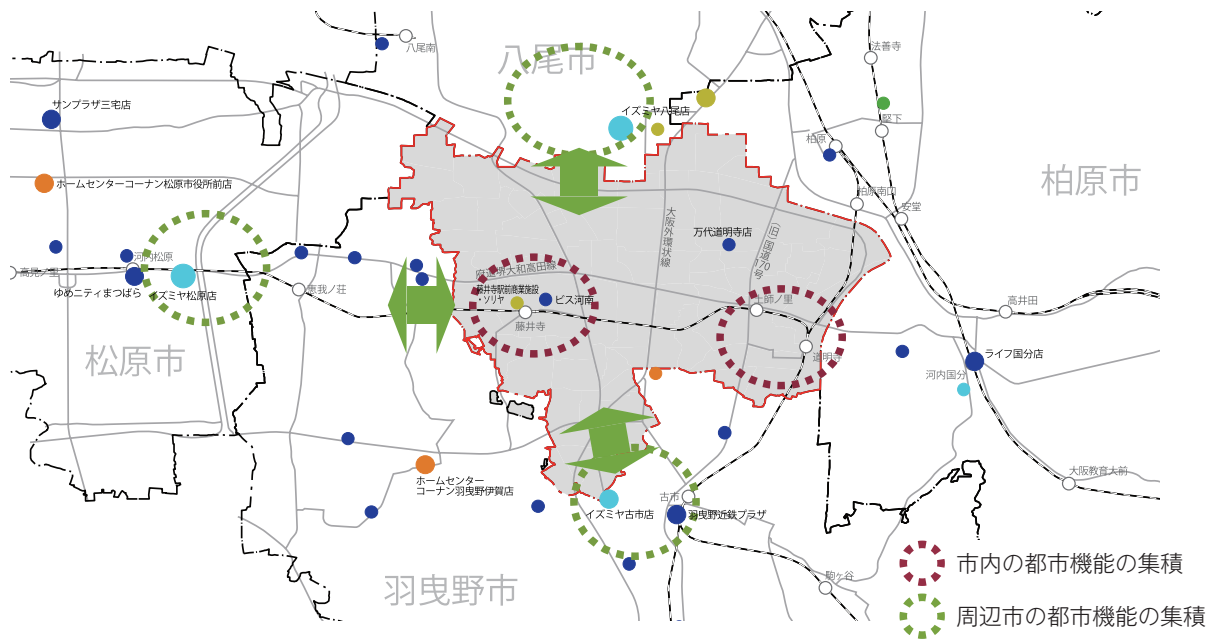 八尾南
八尾市
法善寺
サンプラザ三宅店
イズミヤ八尾店
堅下
柏原
柏原市
ホームセンターコーナン松原市役所前店
柏原南口
安堂
大阪外環状線
万代道明寺店
(旧)国道170号
河内松原
高見ノ里
府道堺大和高田線
ゆめニティまつばら
イズミヤ松原店
恵我ノ荘
藤井寺駅前商業施設
・ソリヤ
ビス河南
藤井寺
土師ノ里
高井田
道明寺
松原市
ライフ国分店
河内国分
ホームセンター
コーナン羽曳野伊賀店
大阪教育大前
古市
イズミヤ古市店
羽曳野近鉄プラザ
羽曳野市
駒ヶ谷
市内の都市機能の集積
周辺市の都市機能の集積